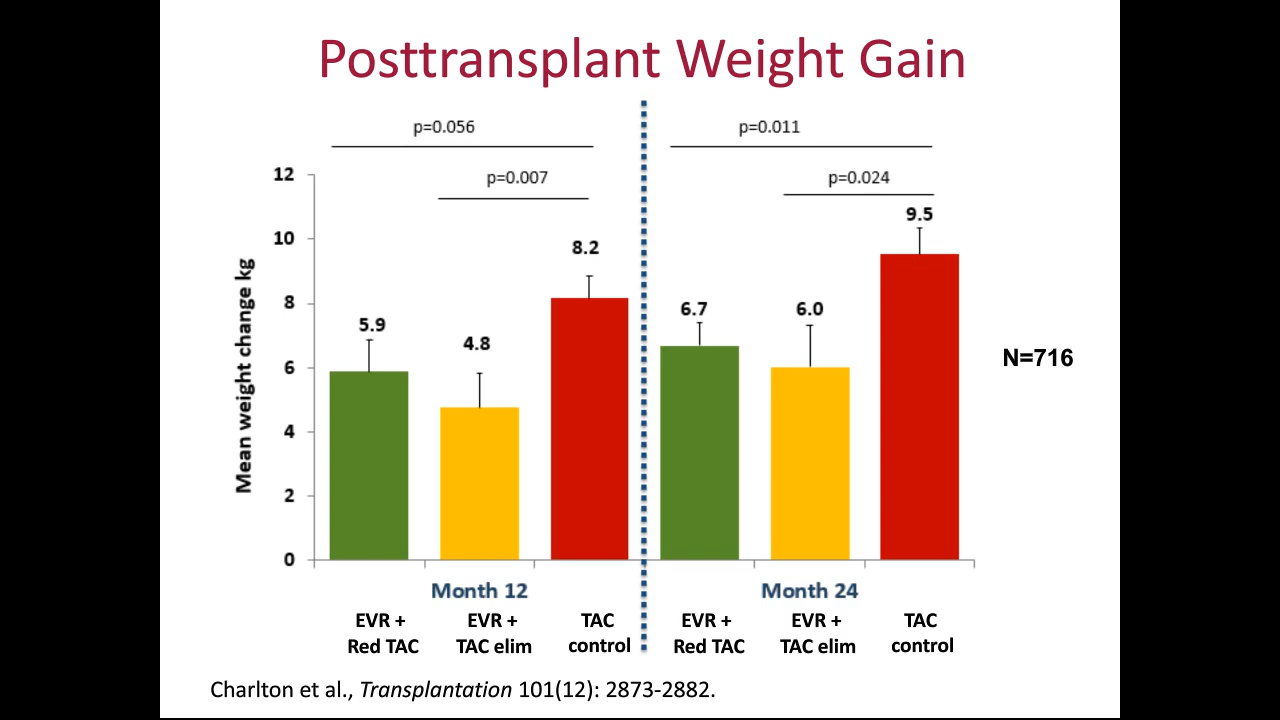 Posttransplant Weight Gain
p=0.056
p=0.011
p=0.007
p=0.024
12
10
8
6
4
2
0
Mean weight change kg
5.9
4.8
8.2
6.7
6.0
9.5
N=716
Month 12
Month 24
EVR +
Red TAC
EVR +
TAC elim
TAC
control
EVR +
Red TAC
EVR +
TAC elim
TAC
control
Charlton et al., Transplantation 101(12): 2873-2882.